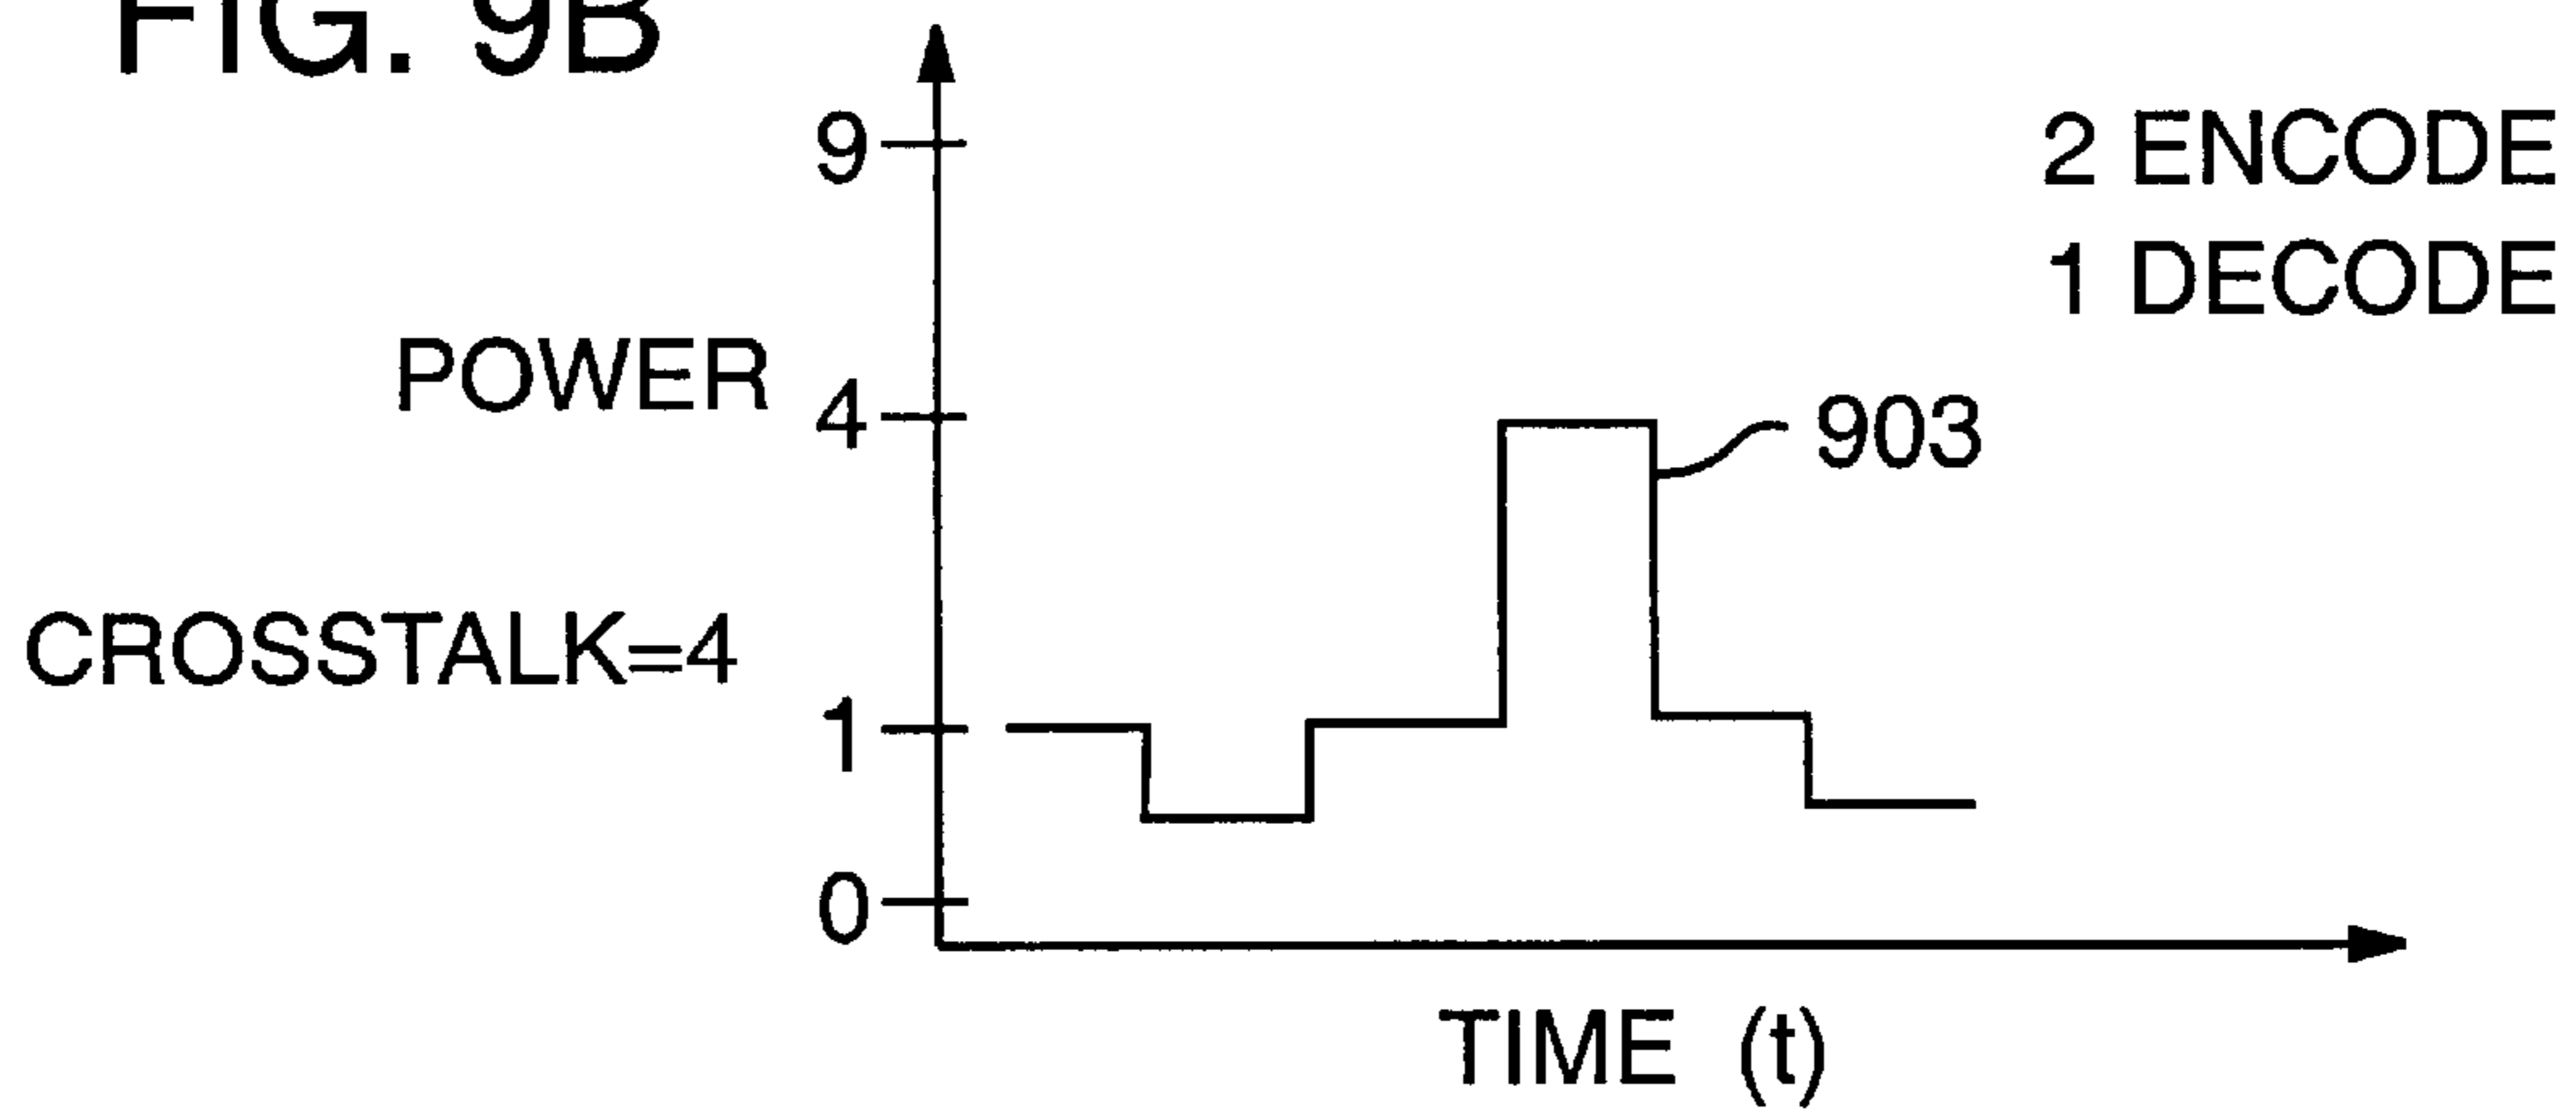 FIG. 9B
9
2 ENCODE
1 DECODE
POWER
4
903
CROSSTALK=4
1
0
TIME (t)